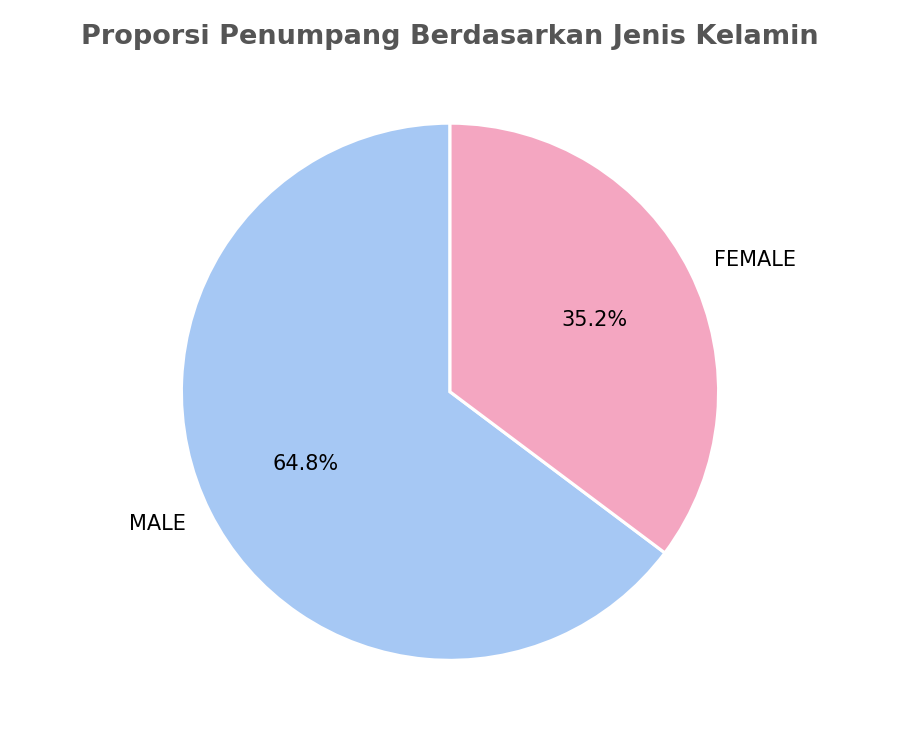 Proporsi Penumpang Berdasarkan Jenis Kelamin
FEMALE
35.2%
64.8%
MALE